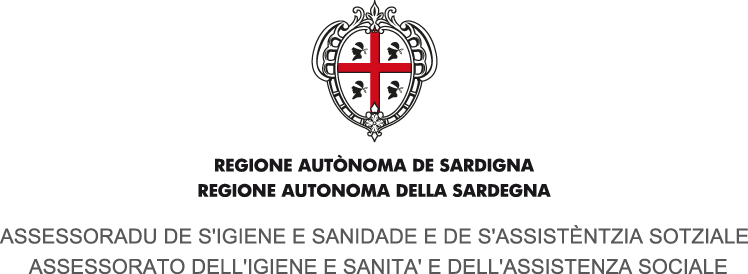 REGIONE AUTÒNOMA DE SARDIGNA
REGIONE AUTONOMA DELLA SARDEGNA
ASSESSORADU DE S'IGIENE E SANIDADE E DE S'ASSISTÈNTZIA SOTZIALE
ASSESSORATO DELL'IGIENE E SANITA' E DELL'ASSISTENZA SOCIALE